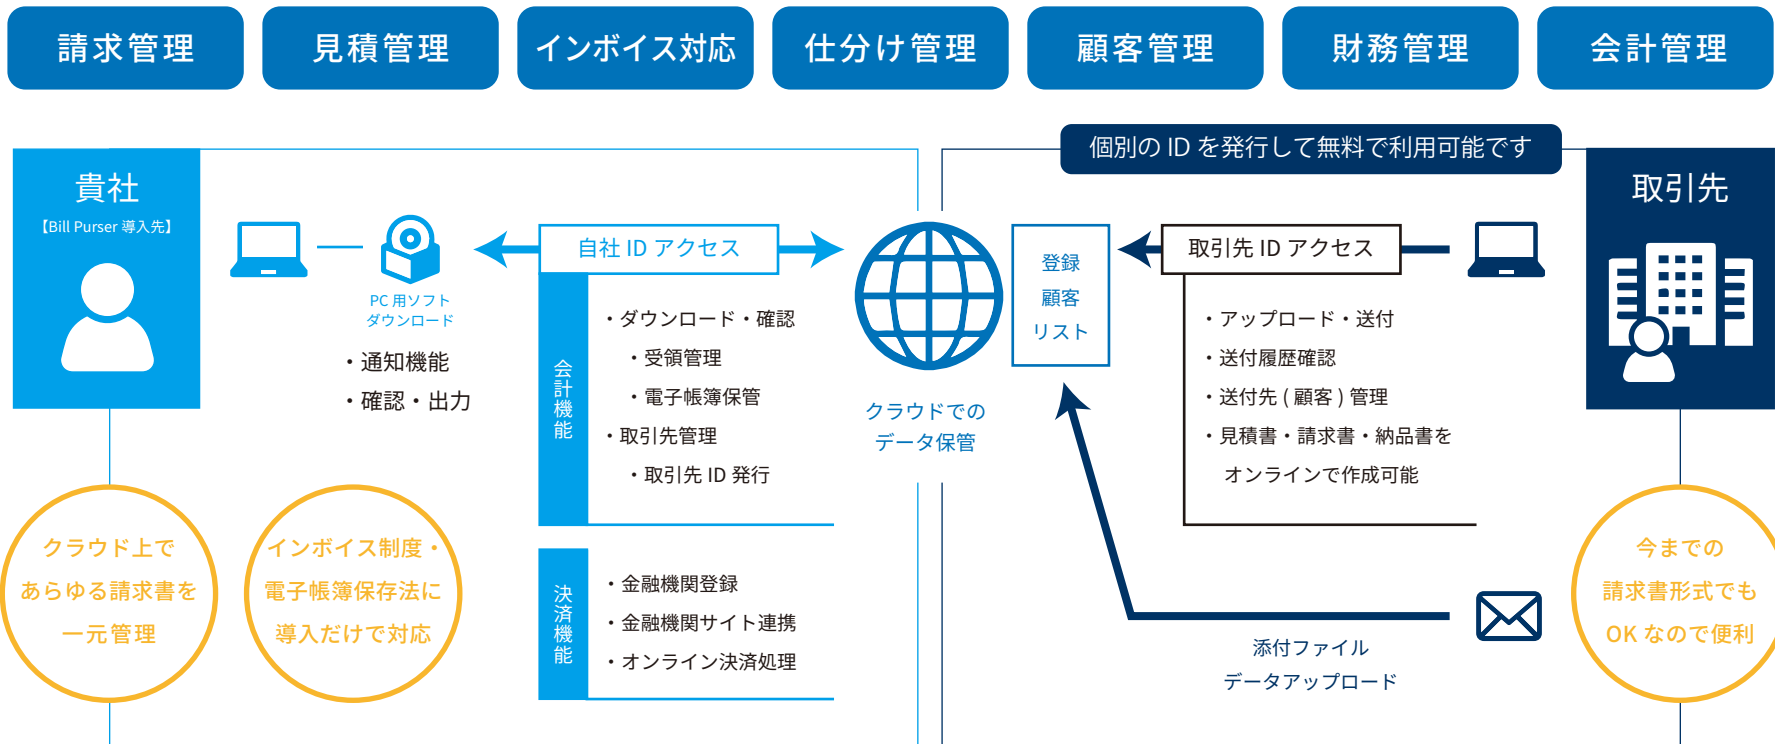 請求管理
見積管理
インボイス対応
仕分け管理
顧客管理
財務管理
会計管理
個別の ID を発行して無料で利用可能です
貴社
【Bill Purser 導入先】
PC 用ソフト
ダウンロード
・通知機能
・確認・出力
自社 ID アクセス
会計機能
・ダウンロード・確認
・受領管理
・電子帳簿保管
・取引先管理
・取引先 ID 発行
決済機能
・金融機関登録
・金融機関サイト連携
・オンライン決済処理
クラウドでの
データ保管
登録
顧客
リスト
取引先 ID アクセス
・アップロード・送付
・送付履歴確認
・送付先 ( 顧客 ) 管理
・見積書・請求書・納品書を
オンラインで作成可能
取引先
添付ファイル
データアップロード
クラウド上で
あらゆる請求書を
一元管理
インボイス制度・
電子帳簿保存法に
導入だけで対応
今までの
請求書形式でも
OK なので便利